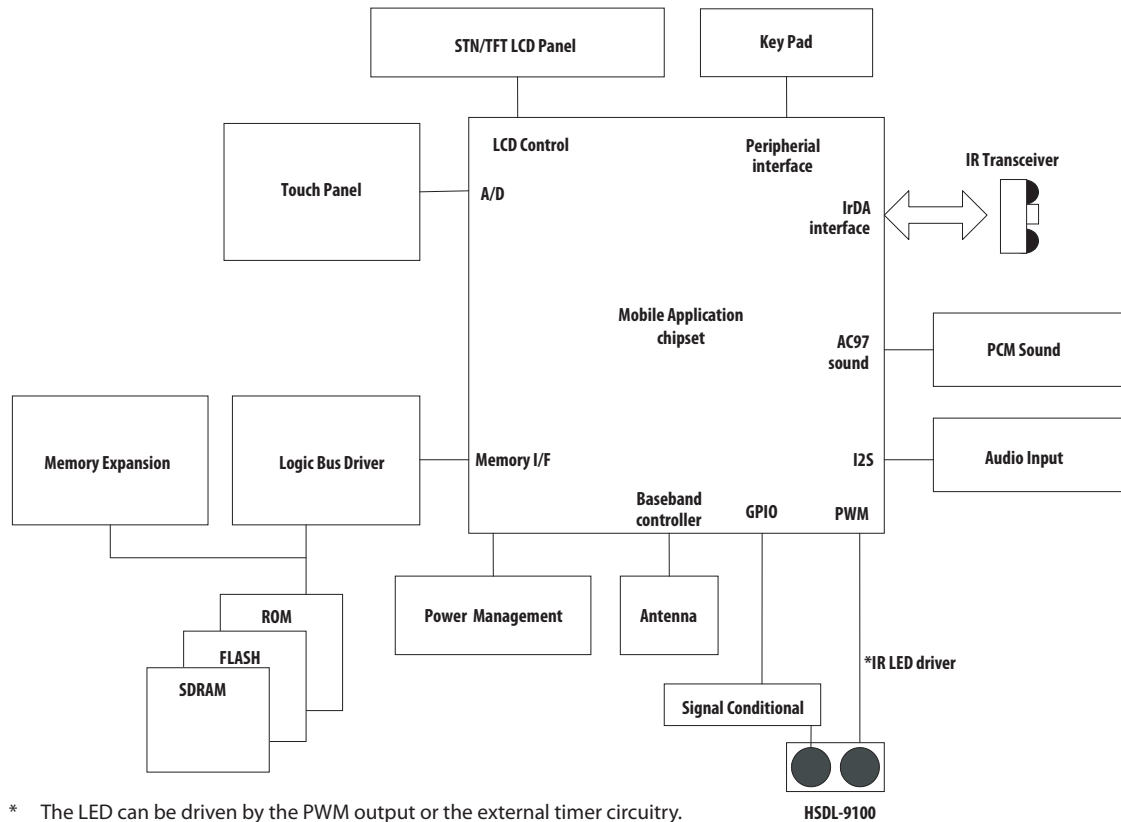 STN/TFT LCD Panel
Key Pad
LCD Control
Peripherial
interface
Touch Panel
A/D
IR Transceiver
IrDA
interface
Mobile Application
chipset
AC97
sound
PCM Sound
Memory Expansion
Logic Bus Driver
Memory I/F
I2S
Audio Input
Baseband
controller
GPIO
PWM
Power Management
Antenna
ROM
FLASH
SDRAM
*IR LED driver
Signal Conditional
HSDL-9100
* The LED can be driven by the PWM output or the external timer circuitry.